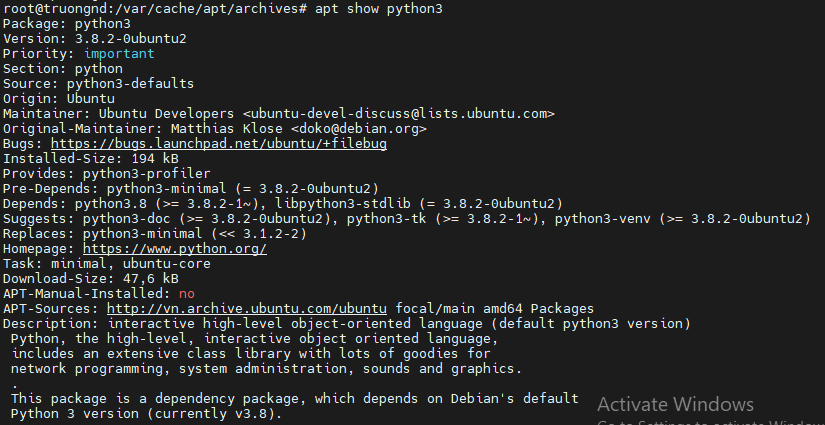 root@truongnd:/var/cache/apt/archives# apt show python3
Package: python3
Version: 3.8.2-0ubuntu2
Priority: important
Section: python
Source: python3-defaults
Origin: Ubuntu
Maintainer: Ubuntu Developers <ubuntu-devel-discuss@lists.ubuntu.com>
Original-Maintainer: Matthias Klose <doko@debian.org>
Bugs: https://bugs.launchpad.net/ubuntu/+filebug
Installed-Size: 194 kB
Provides: python3-profiler
Pre-Depends: python3-minimal (= 3.8.2-0ubuntu2)
Depends: python3.8 (>= 3.8.2-1~), libpython3-stdlib (= 3.8.2-0ubuntu2)
Suggests: python3-doc (>= 3.8.2-0ubuntu2), python3-tk (>= 3.8.2-1~), python3-venv (>= 3.8.2-0ubuntu2)
Replaces: python3-minimal (<< 3.1.2-2)
Homepage: https://www.python.org/
Task: minimal, ubuntu-core
Download-Size: 47,6 kB
APT-Manual-Installed: no
APT-Sources: http://vn.archive.ubuntu.com/ubuntu focal/main amd64 Packages
Description: interactive high-level object-oriented language (default python3 version)
Python, the high-level, interactive object oriented language,
includes an extensive class library with lots of goodies for
network programming, system administration, sounds and graphics.
.
This package is a dependency package, which depends on Debian's default
Python 3 version (currently v3.8).
Activate Windows
Go to Settings to activate Windows